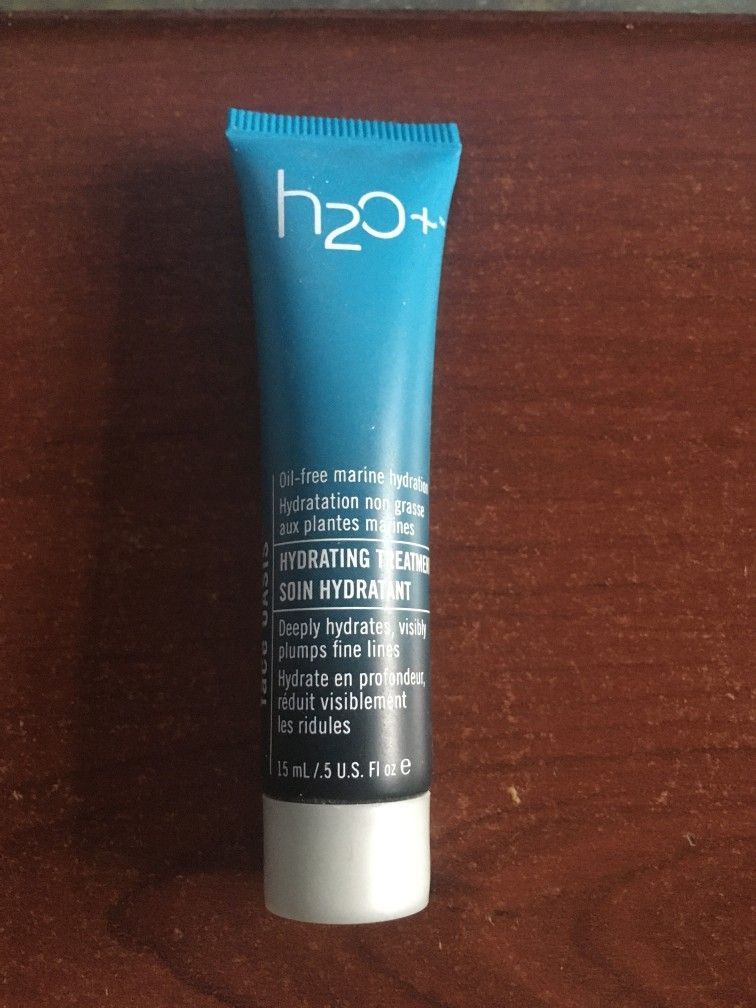 h2o+
Oil-free marine hydration
Hydratation non grasse
aux plantes marines
HYDRATING TREATMEN
SOIN HYDRATANT
Deeply hydrates, visibly
plumps fine lines
Hydrate en profondeur,
réduit visiblement
les ridules
15 mL /.5 U.S. Fl oz e
face oasis